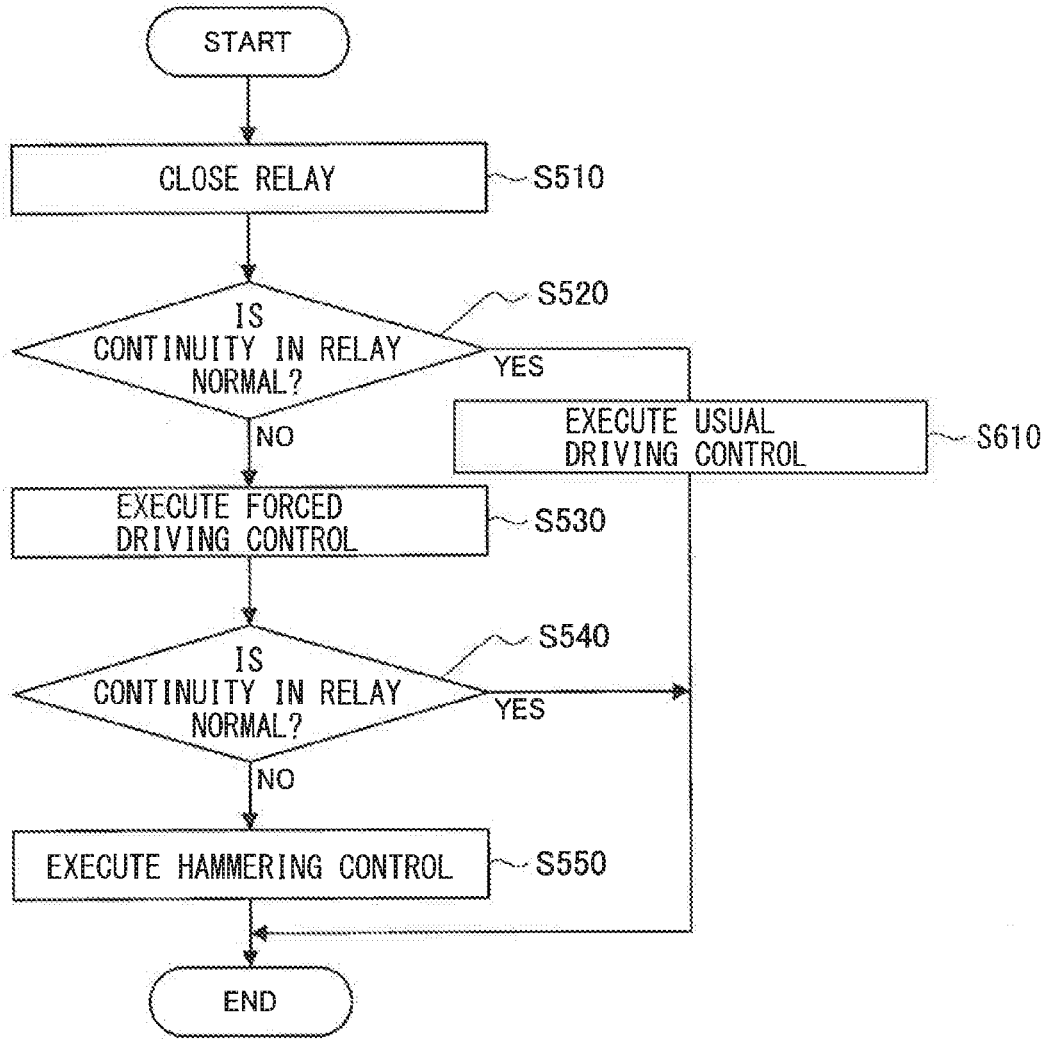 START
CLOSE RELAY
S510
IS
CONTINUITY IN RELAY
NORMAL?
S520
YES
NO
EXECUTE USUAL
DRIVING CONTROL
S610
EXECUTE FORCED
DRIVING CONTROL
S530
IS
CONTINUITY IN RELAY
NORMAL?
S540
YES
NO
EXECUTE HAMMERING CONTROL
S550
END